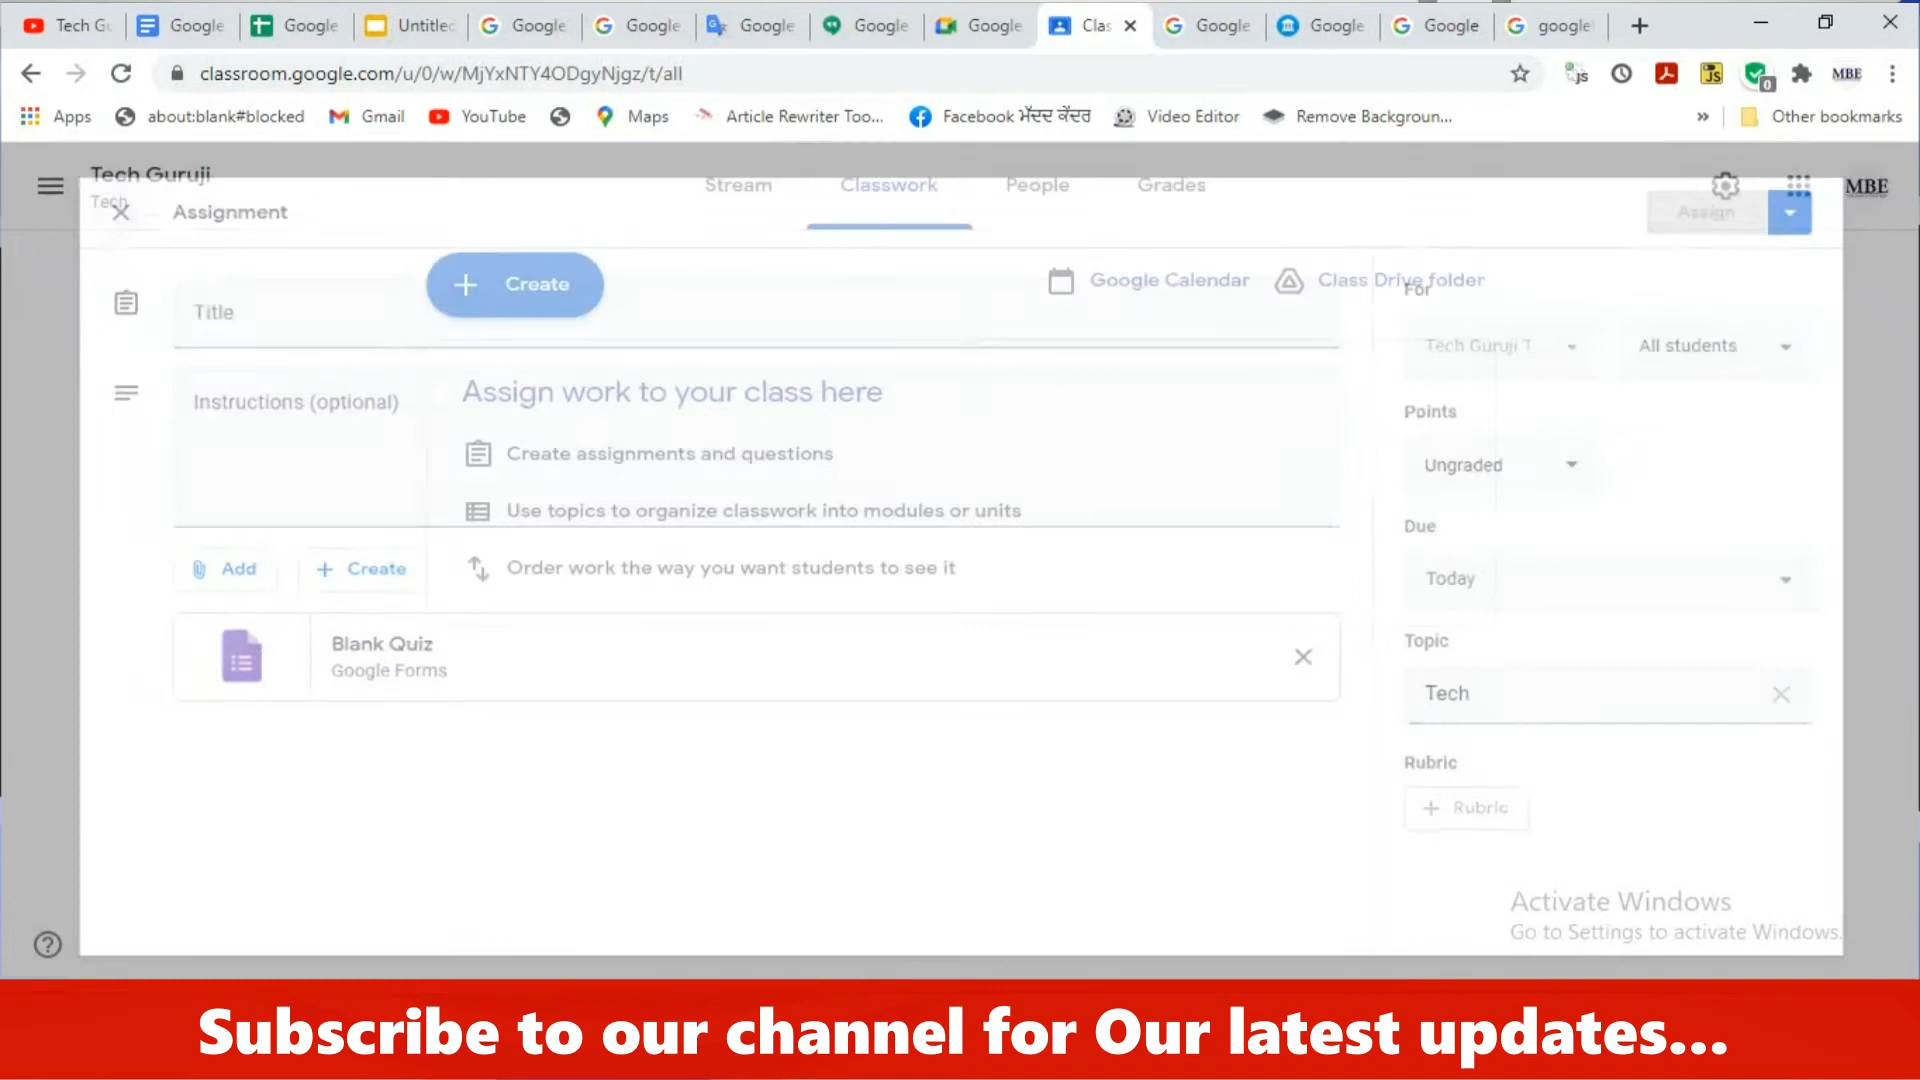 Tech G Google Google Untitled Google Google Google Google Google Clas Google Google Google google
classroom.google.com/u/0/w/MjYxNTY4ODgyNjgz/t/all
JS JS 0 MBE
Apps about:blank#blocked Gmail YouTube Maps Article Rewriter Too... Facebook ਮੱਦਦ ਕੇਂਦਰ Video Editor Remove Backgroun... » Other bookmarks
Tech Guruji
Tech
Stream Classwork People Grades
MBE
Assignment
Assign
Create
Google Calendar Class Drive folder
For
Title
Tech Guruji T All students
Assign work to your class here
Instructions (optional)
Points
Create assignments and questions
Ungraded
Use topics to organize classwork into modules or units
Due
Add Create
Order work the way you want students to see it
Today
Blank Quiz
Google Forms
Topic
Tech
Rubric
Rubric
Activate Windows
Go to Settings to activate Windows.
Subscribe to our channel for Our latest updates...